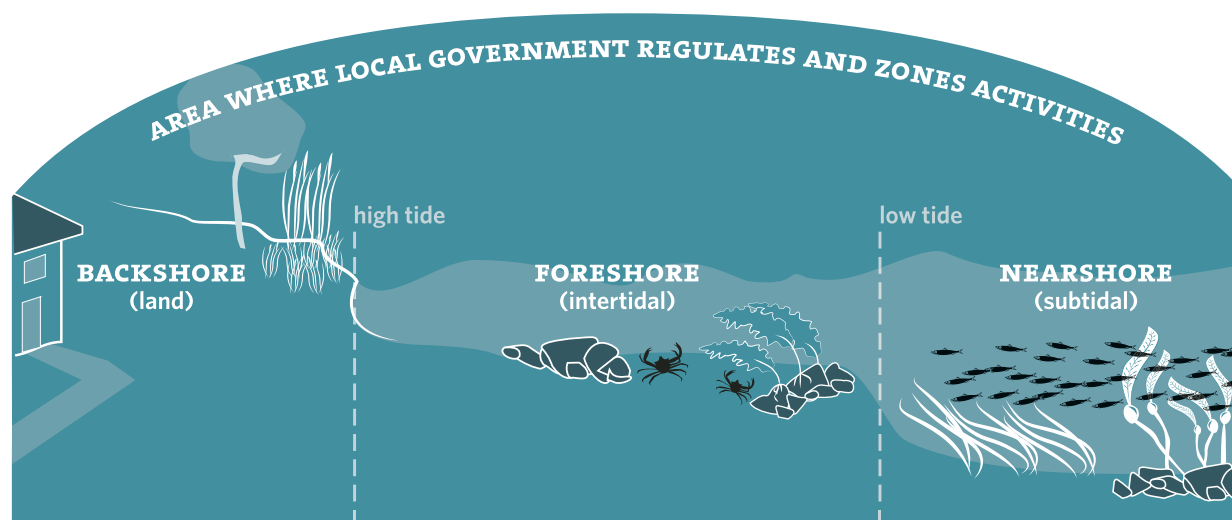 AREA WHERE LOCAL GOVERNMENT REGULATES AND ZONES ACTIVITIES
high tide
low tide
BACKSHORE
(land)
FORESHORE
(intertidal)
NEARSHORE
(subtidal)